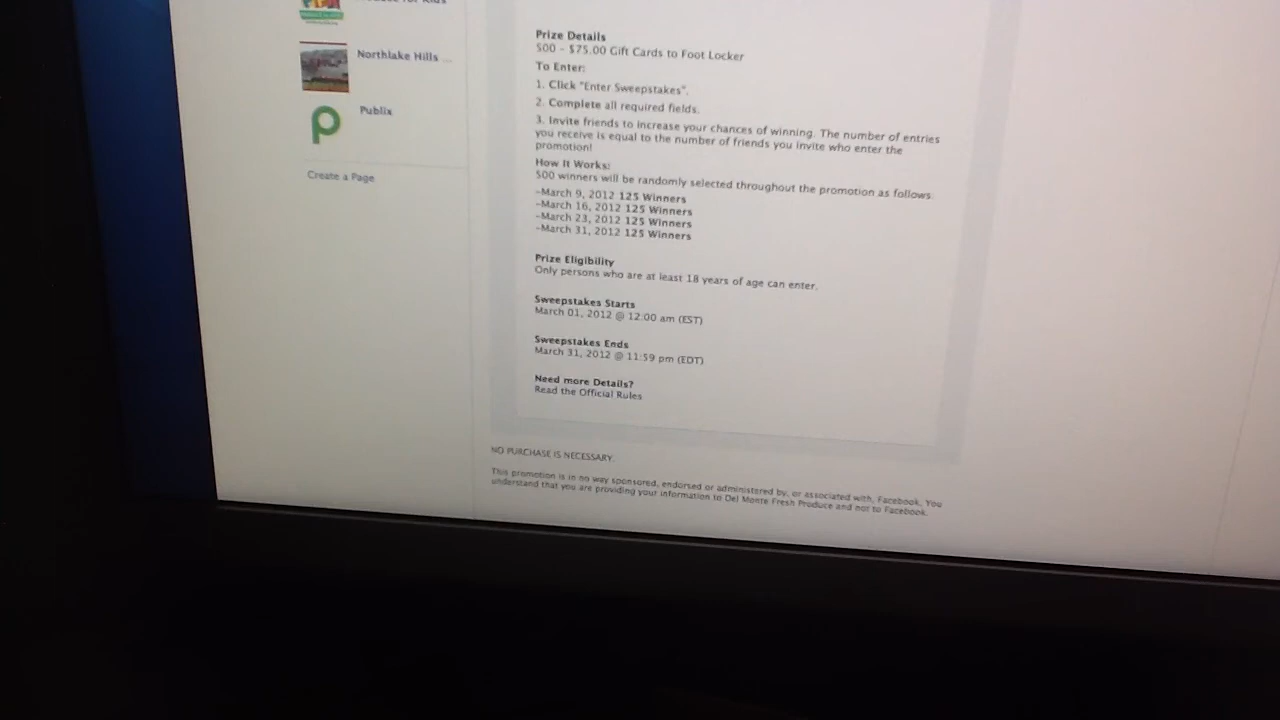 Northlake Hills ...
Publix
Create a Page
Prize Details
500 - $75.00 Gift Cards to Foot Locker
To Enter:
1. Click "Enter Sweepstakes".
2. Complete all required fields.
3. Invite friends to increase your chances of winning. The number of entries
you receive is equal to the number of friends you invite who enter the
promotion!
How It Works:
500 winners will be randomly selected throughout the promotion as follows:
-March 9, 2012 125 Winners
-March 16, 2012 125 Winners
-March 23, 2012 125 Winners
-March 31, 2012 125 Winners
Prize Eligibility
Only persons who are at least 18 years of age can enter.
Sweepstakes Starts
March 01, 2012 @ 12:00 am (EST)
Sweepstakes Ends
March 31, 2012 @ 11:59 pm (EDT)
Need more Details?
Read the Official Rules
NO PURCHASE IS NECESSARY.
This promotion is in no way sponsored, endorsed or administered by, or associated with, Facebook. You
understand that you are providing your information to Del Monte Fresh Produce and not to Facebook.